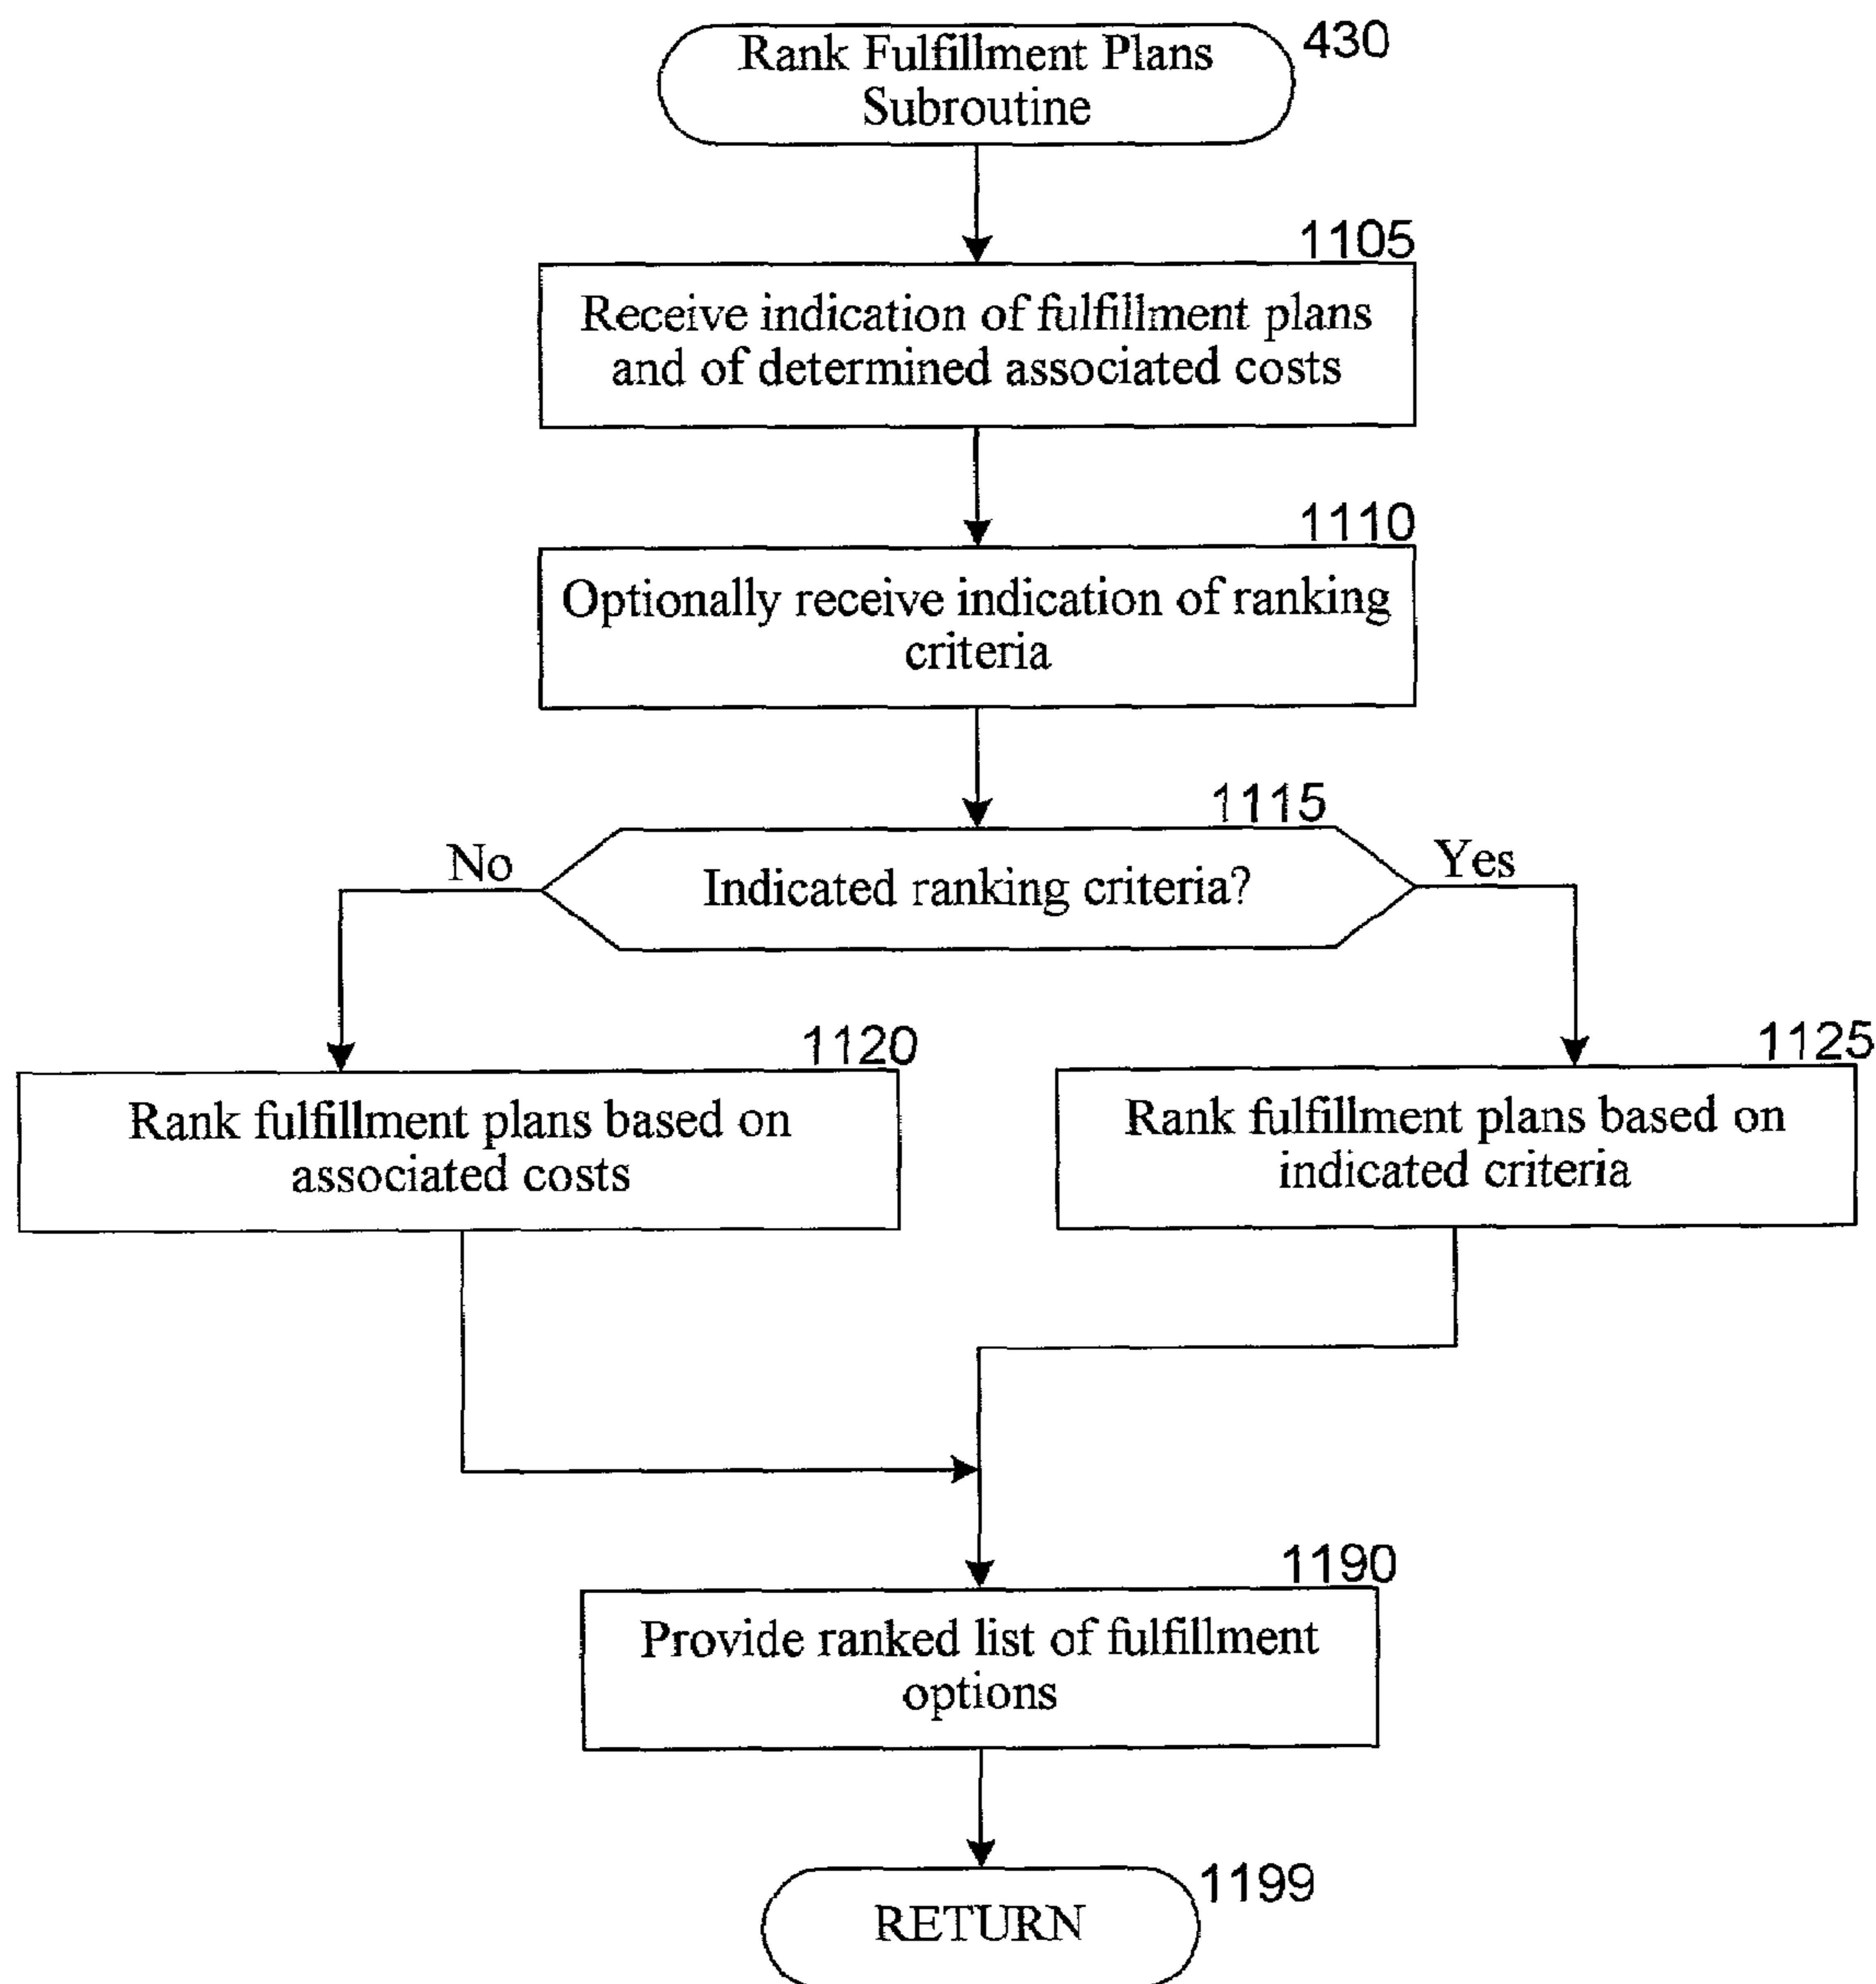 Rank Fulfillment Plans
Subroutine
430
1105
Receive indication of fulfillment plans
and of determined associated costs
1110
Optionally receive indication of ranking
criteria
1115
No
Indicated ranking criteria?
Yes
1120
Rank fulfillment plans based on
associated costs
1125
Rank fulfillment plans based on
indicated criteria
1190
Provide ranked list of fulfillment
options
RETURN
1199